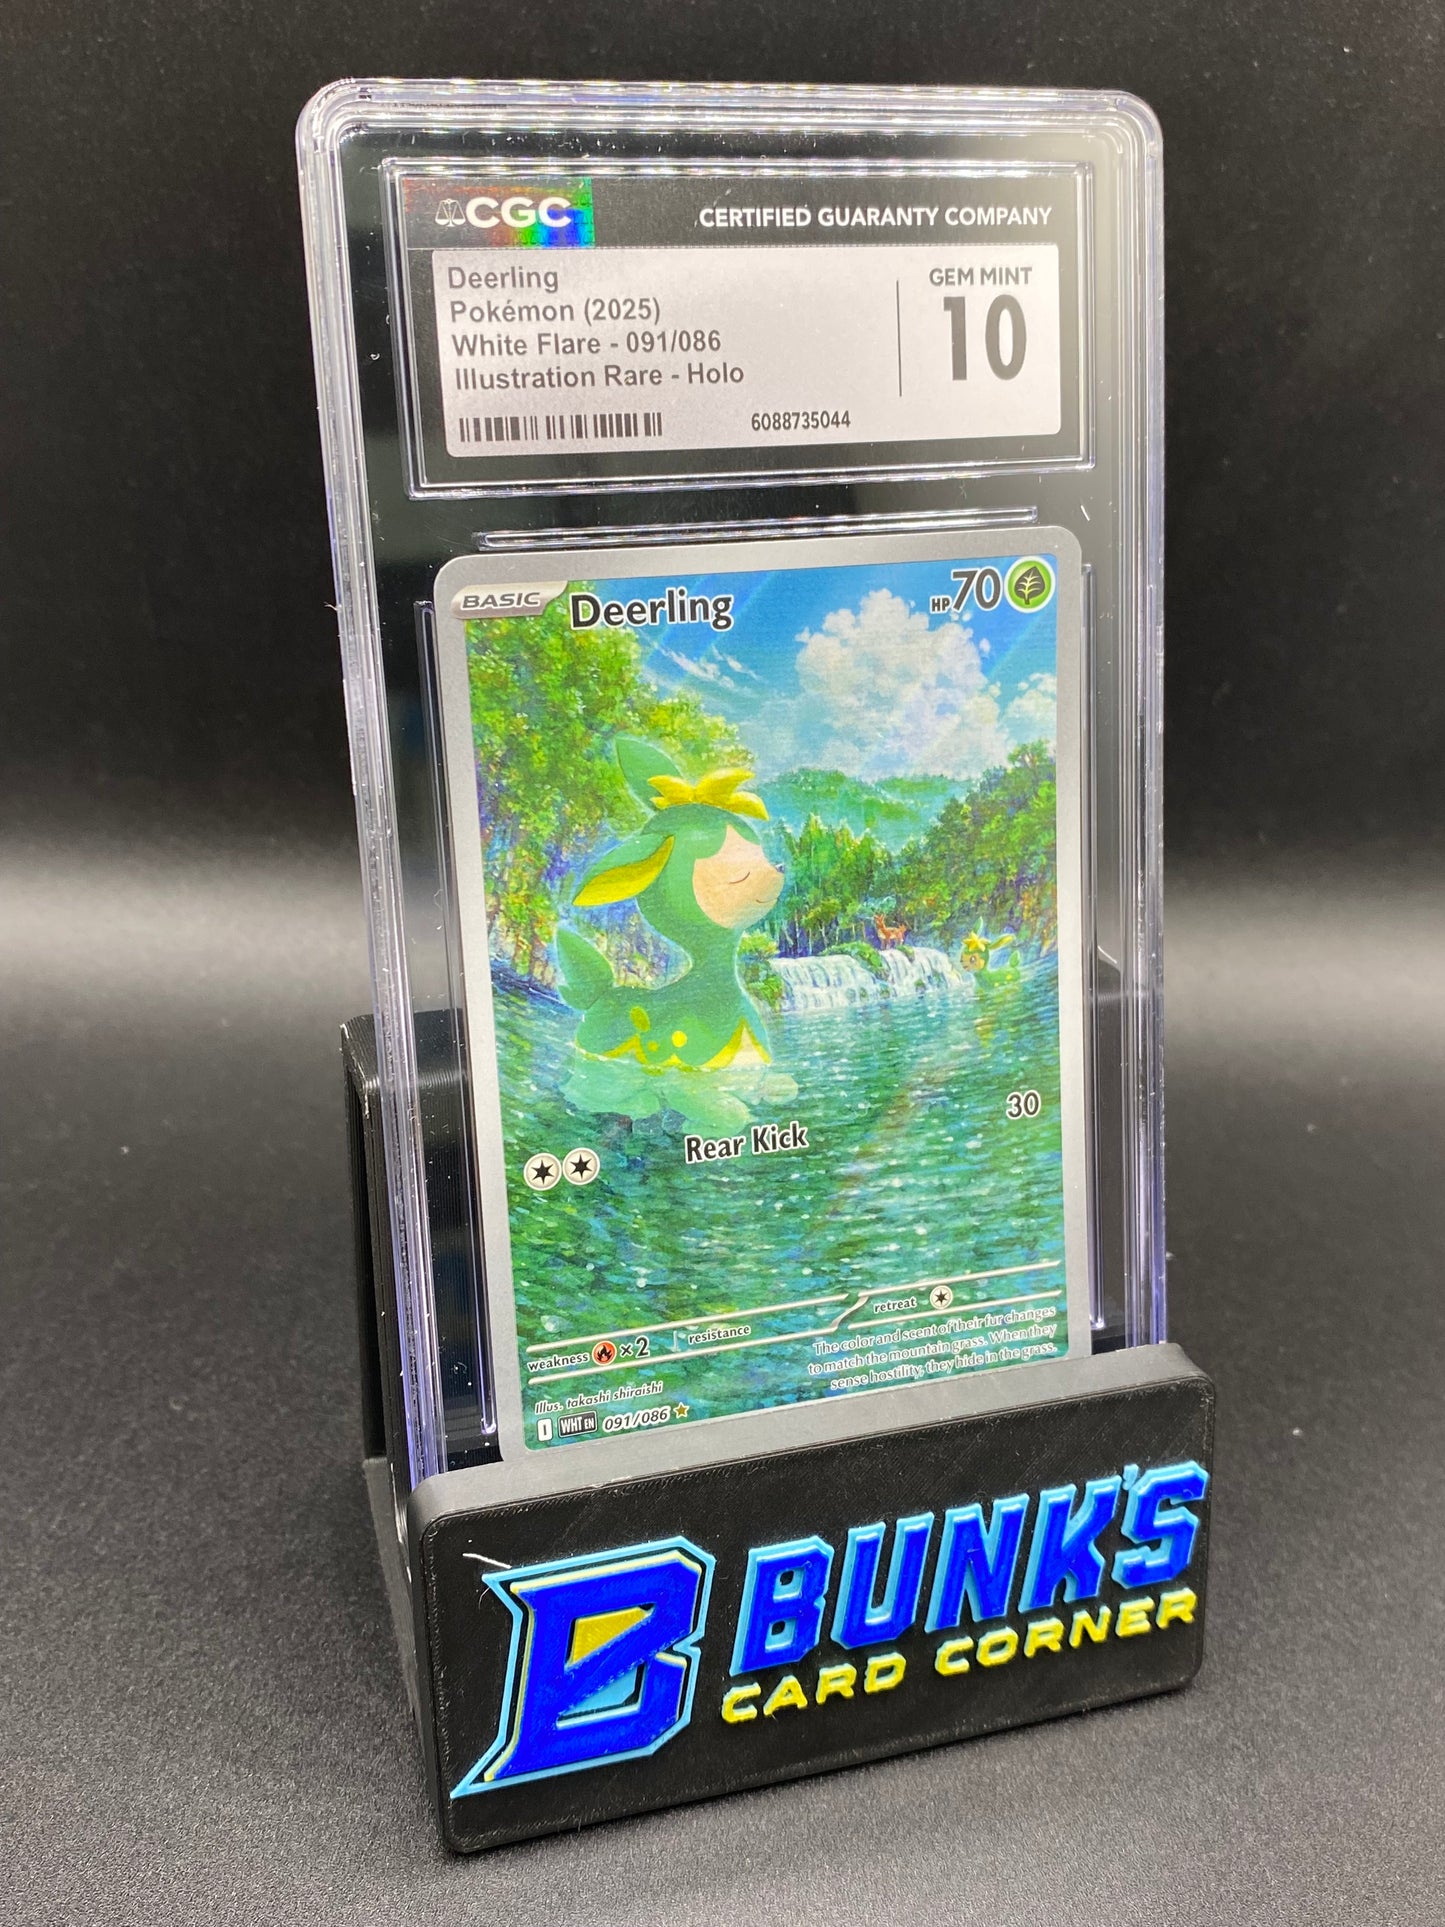 CGC
CERTIFIED GUARANTY COMPANY
Deerling
Pokémon (2025)
White Flare - 091/086
Illustration Rare - Holo
GEM MINT
10
6088735044
BASIC
Deerling
HP70
Rear Kick
30
weakness ×2
resistance
retreat
The color and scent of their fur changes
to match the mountain grass. When they
sense hostility, they hide in the grass.
Illus. takashi shiraishi
I WHT EN 091/086
B
BUNK'S
CARD CORNER